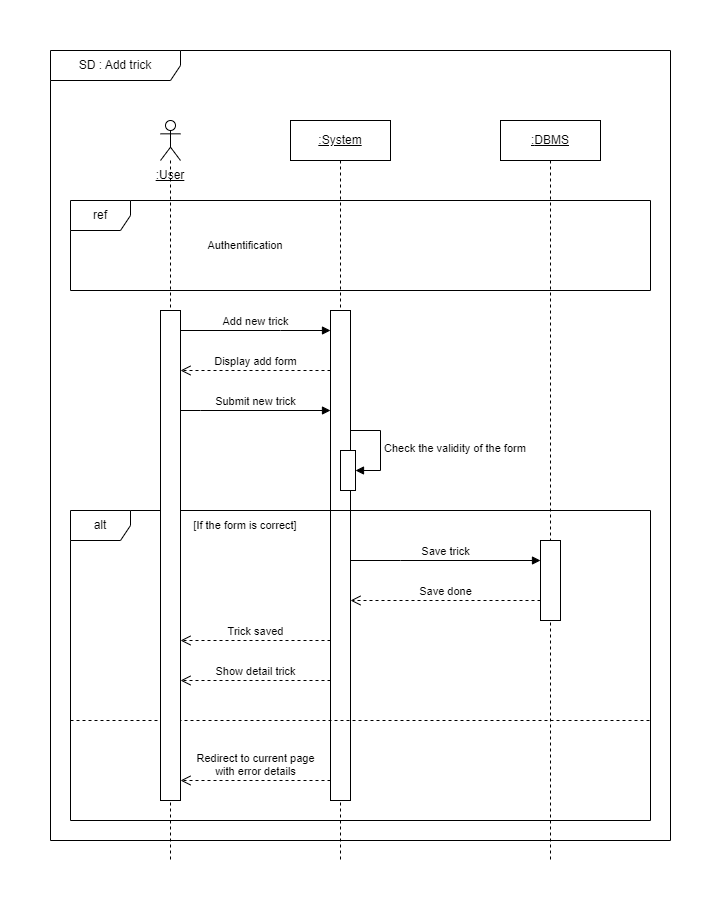 SD : Add trick
:User
:System
:DBMS
ref
Authentification
Add new trick
Display add form
Submit new trick
Check the validity of the form
alt
[If the form is correct]
Save trick
Save done
Trick saved
Show detail trick
Redirect to current page
with error details